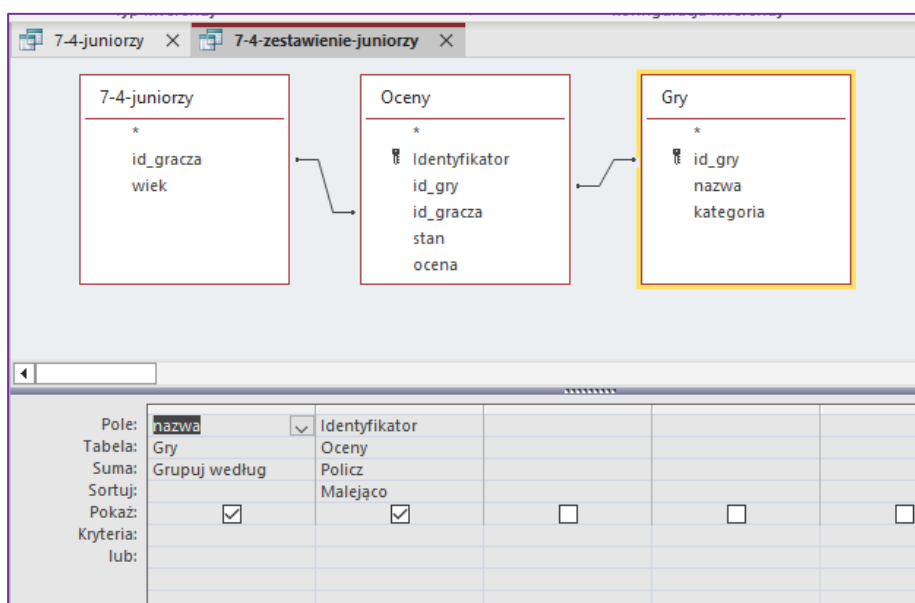 7-4-juniorzy
7-4-zestawienie-juniorzy
7-4-juniorzy
*
id_gracza
wiek
Oceny
*
Identyfikator
id_gry
id_gracza
stan
ocena
Gry
*
id_gry
nazwa
kategoria
Pole: nazwa Identyfikator
Tabela: Gry Oceny
Suma: Grupuj według Policz
Sortuj: Malejąco
Pokaż:
Kryteria:
lub: